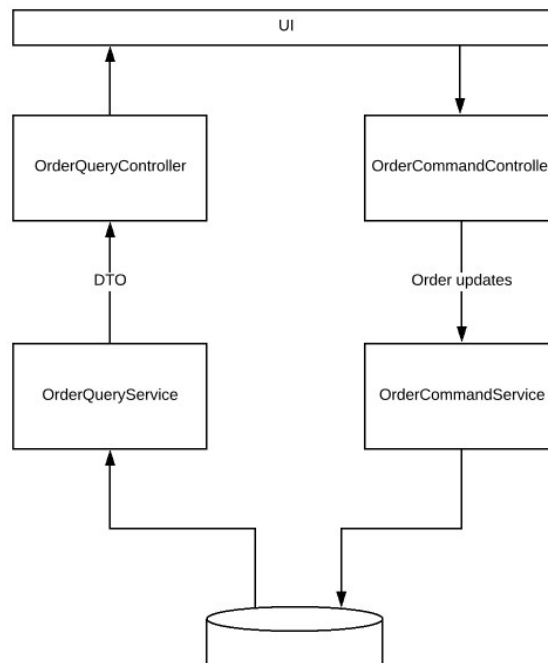 UI
OrderQueryController
OrderCommandControlle
DTO
Order updates
OrderQueryService
OrderCommandService